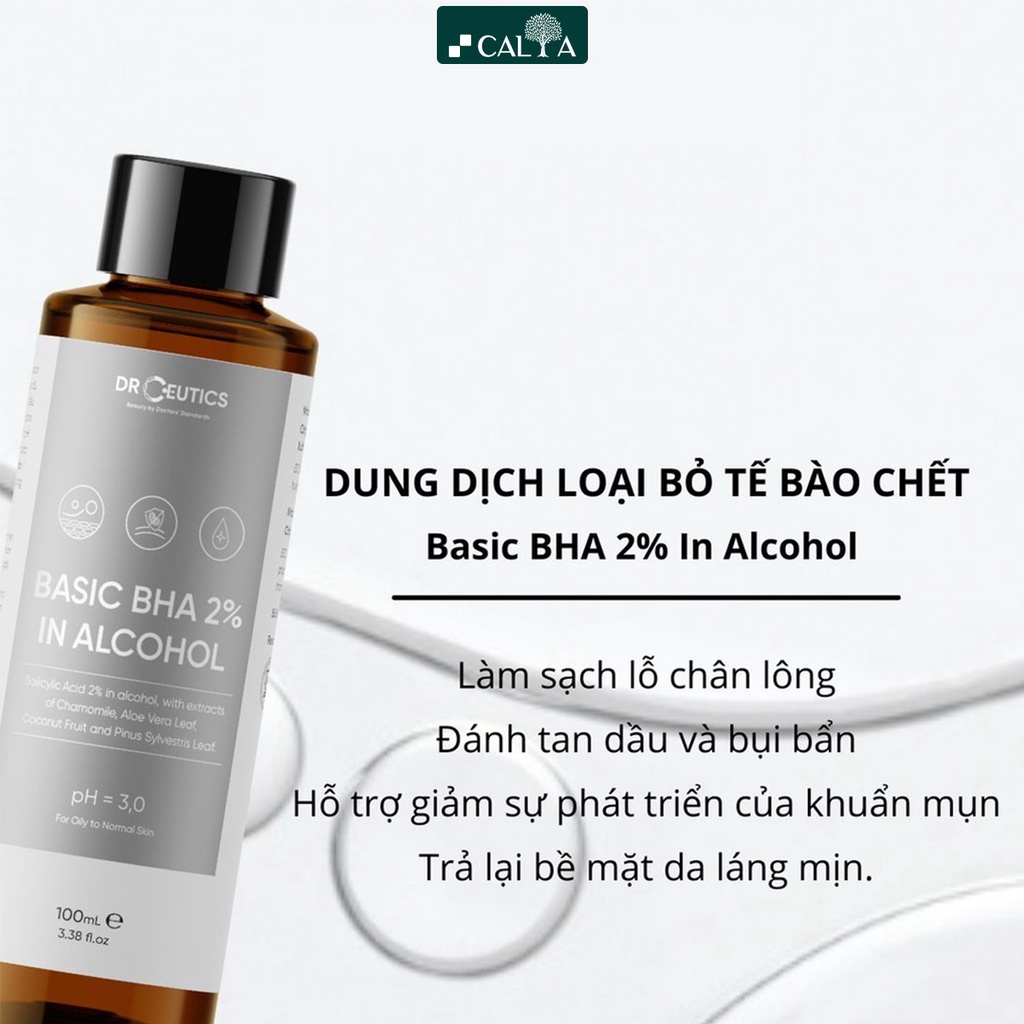 CALYA
DR CEUTICS
Beauty by Doctors' Standards
BASIC BHA 2%
IN ALCOHOL
Salicylic Acid 2% in alcohol, with extracts
of Chamomile, Aloe Vera Leaf,
Coconut Fruit and Pinus Sylvestris Leaf.
pH = 3,0
For Oily to Normal Skin
100mL e
3.38 fl.oz
DUNG DỊCH LOẠI BỎ TẾ BÀO CHẾT
Basic BHA 2% In Alcohol
Làm sạch lỗ chân lông
Đánh tan dầu và bụi bẩn
Hỗ trợ giảm sự phát triển của khuẩn mụn
Trả lại bề mặt da láng mịn.